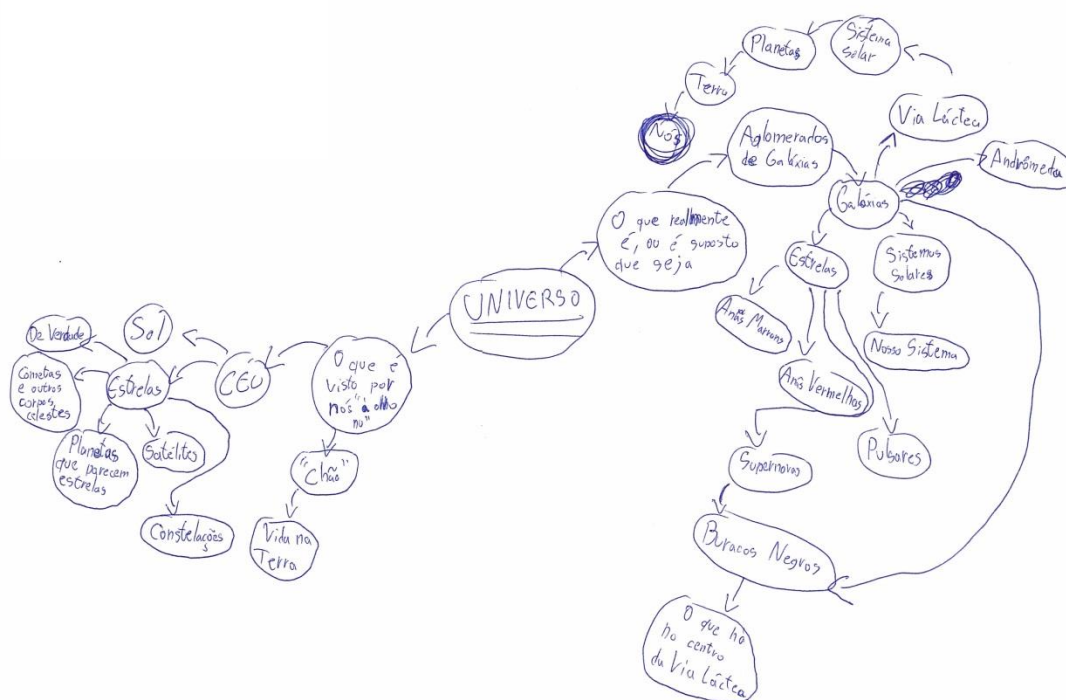 Sistema
solar
Planetas
Terra
Nós
Via Láctea
Aglomerados
de Galáxias
Andrômeda
Galáxias
O que realmente
é, ou é suposto
que seja
Estrelas
Sistemas
solares
UNIVERSO
Anãs Marrons
Nosso Sistema
Anãs Vermelhas
De Verdade
Sol
O que é
visto por
nós "à olho
nu"
CÉU
Estrelas
Cometas
e outros
corpos
celestes
Planetas
que parecem
estrelas
Satélites
"Chão"
Supernovas
Pulsares
Constelações
Vida na
Terra
Buracos Negros
O que há
no centro
da Via Láctea